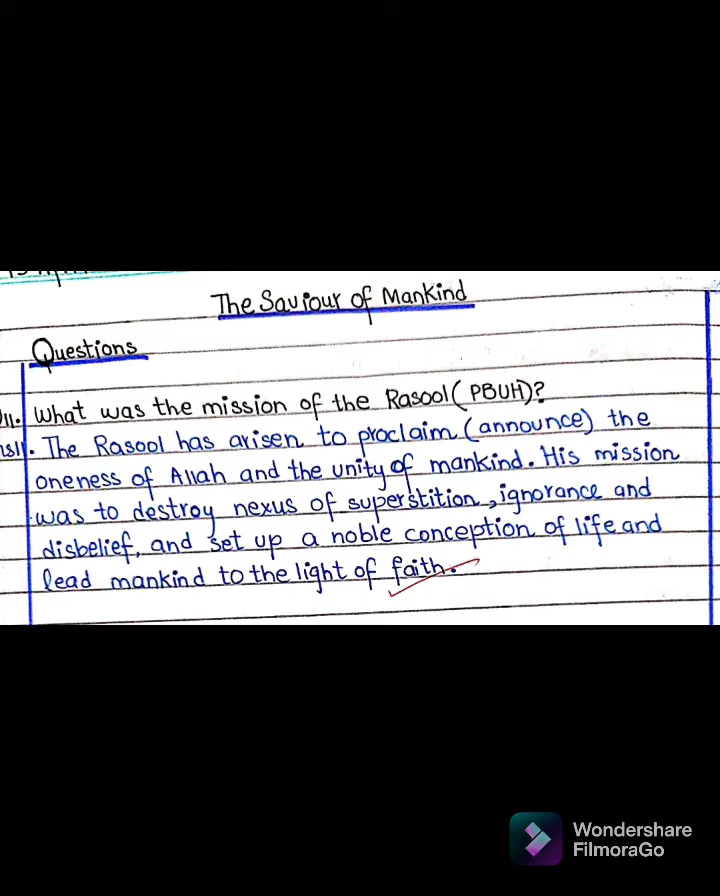 The Saviour of Mankind
Questions
11. What was the mission of the Rasool (PBUH)?
ns11. The Rasool has arisen to proclaim (announce) the
oneness of Allah and the unity of mankind. His mission
was to destroy nexus of superstition, ignorance and
disbelief, and set up a noble conception of life and
lead mankind to the light of faith.
Wondershare
FilmoraGo